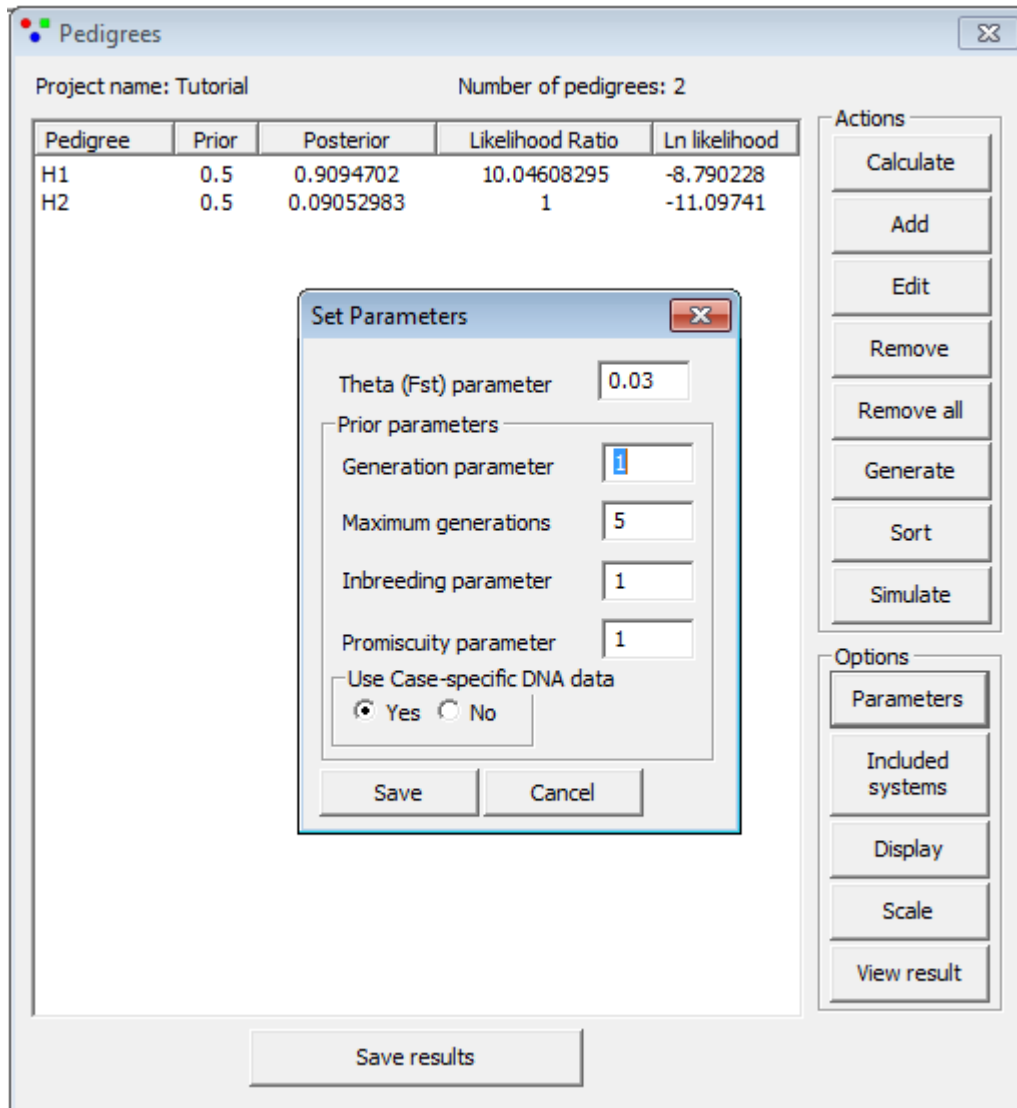 Pedigrees
Project name: Tutorial Number of pedigrees: 2
Pedigree Prior Posterior Likelihood Ratio Ln likelihood
H1 0.5 0.9094702 10.04608295 -8.790228
H2 0.5 0.09052983 1 -11.09741
Set Parameters
Theta (Fst) parameter 0.03
Prior parameters
Generation parameter 1
Maximum generations 5
Inbreeding parameter 1
Promiscuity parameter 1
Use Case-specific DNA data
Yes No
Save Cancel
Actions
Calculate
Add
Edit
Remove
Remove all
Generate
Sort
Simulate
Options
Parameters
Included
systems
Display
Scale
View result
Save results